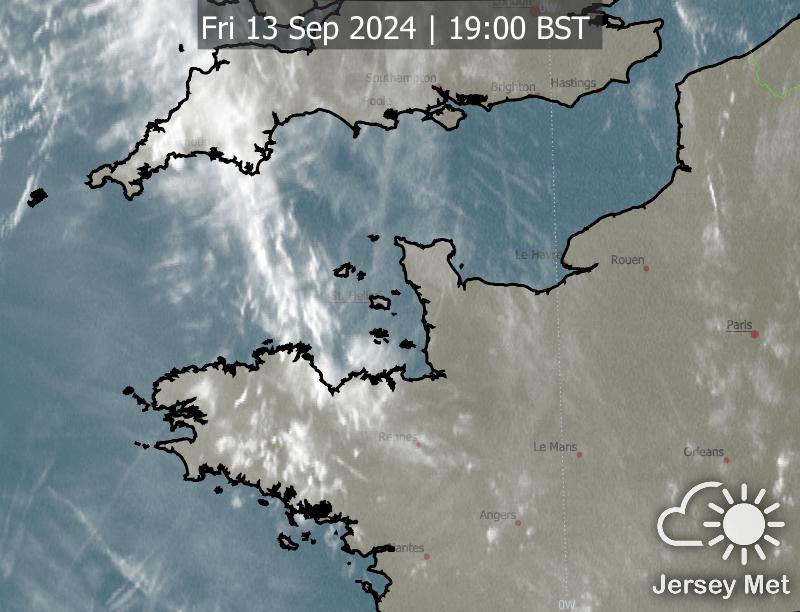 Fri 13 Sep 2024 | 19:00 BST
0W
Southampton
Brighton
Hastings
Poole
Le Havre
Rouen
St. Helier
Paris
Rennes
Le Mans
Orleans
Angers
Nantes
Jersey Met
0W